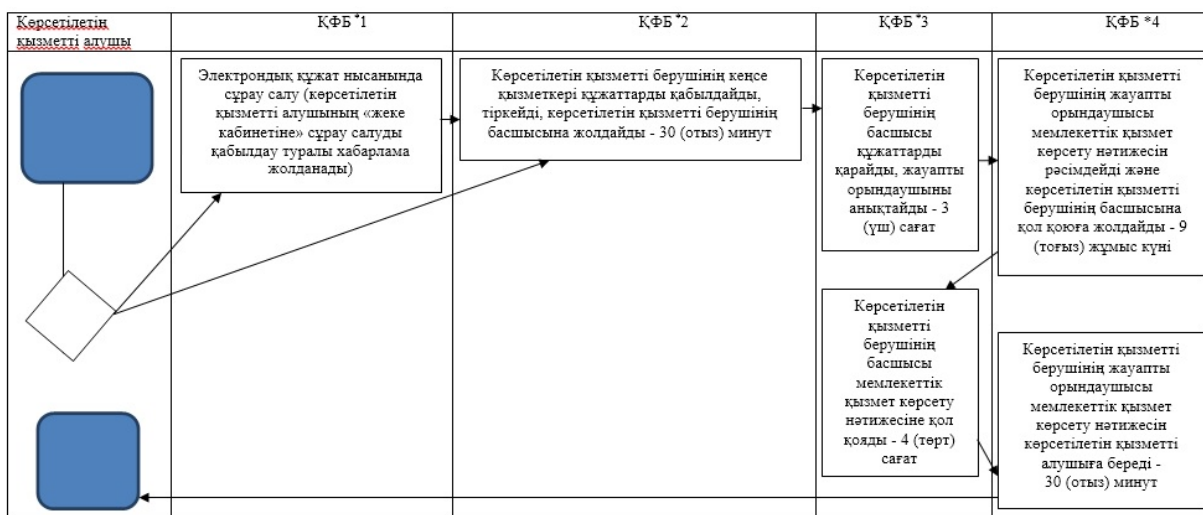 Көрсетілетін
қызметті алушы
ҚФБ *1
ҚФБ *2
ҚФБ *3
ҚФБ *4
Электрондық құжат нысанында
сұрау салу (көрсетілетін
қызметті алушының «жеке
кабинетіне» сұрау салуды
қабылдау туралы хабарлама
жолданады)
Көрсетілетін қызметті берушінің кеңсе
қызметкері құжаттарды қабылдайды,
тіркейді, көрсетілетін қызметті берушінің
басшысына жолдайды - 30 (отыз) минут
Көрсетілетін
қызметті
берушінің
басшысы
құжаттарды
қарайды, жауапты
орындаушыны
анықтайды - 3
(үш) сағат
Көрсетілетін қызметті
берушінің жауапты
орындаушысы
мемлекеттік қызмет
көрсету нәтижесін
рәсімдейді және
көрсетілетін қызметті
берушінің басшысына
қол қоюға жолдайды - 9
(тоғыз) жұмыс күні
Көрсетілетін
қызметті
берушінің
басшысы
мемлекеттік
қызмет көрсету
нәтижесіне қол
қояды - 4 (төрт)
сағат
Көрсетілетін қызметті
берушінің жауапты
орындаушысы
мемлекеттік қызмет
көрсету нәтижесін
көрсетілетін қызметті
алушыға береді -
30 (отыз) минут